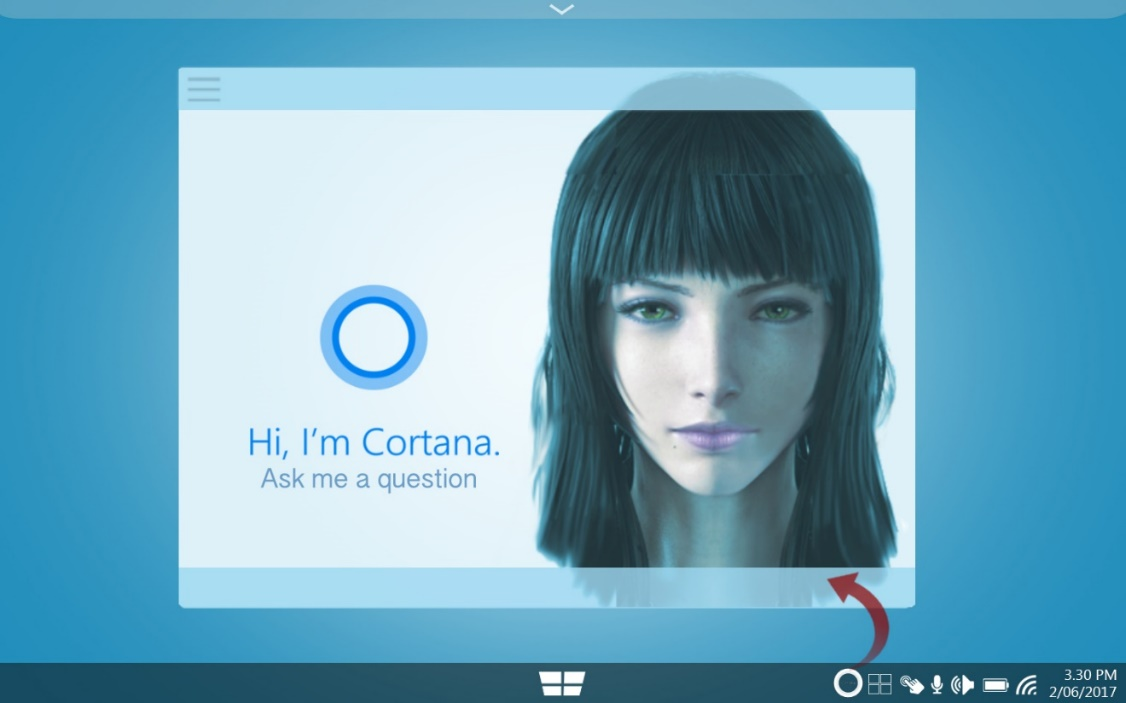 Hi, I'm Cortana.
Ask me a question
3.30 PM
2/06/2017